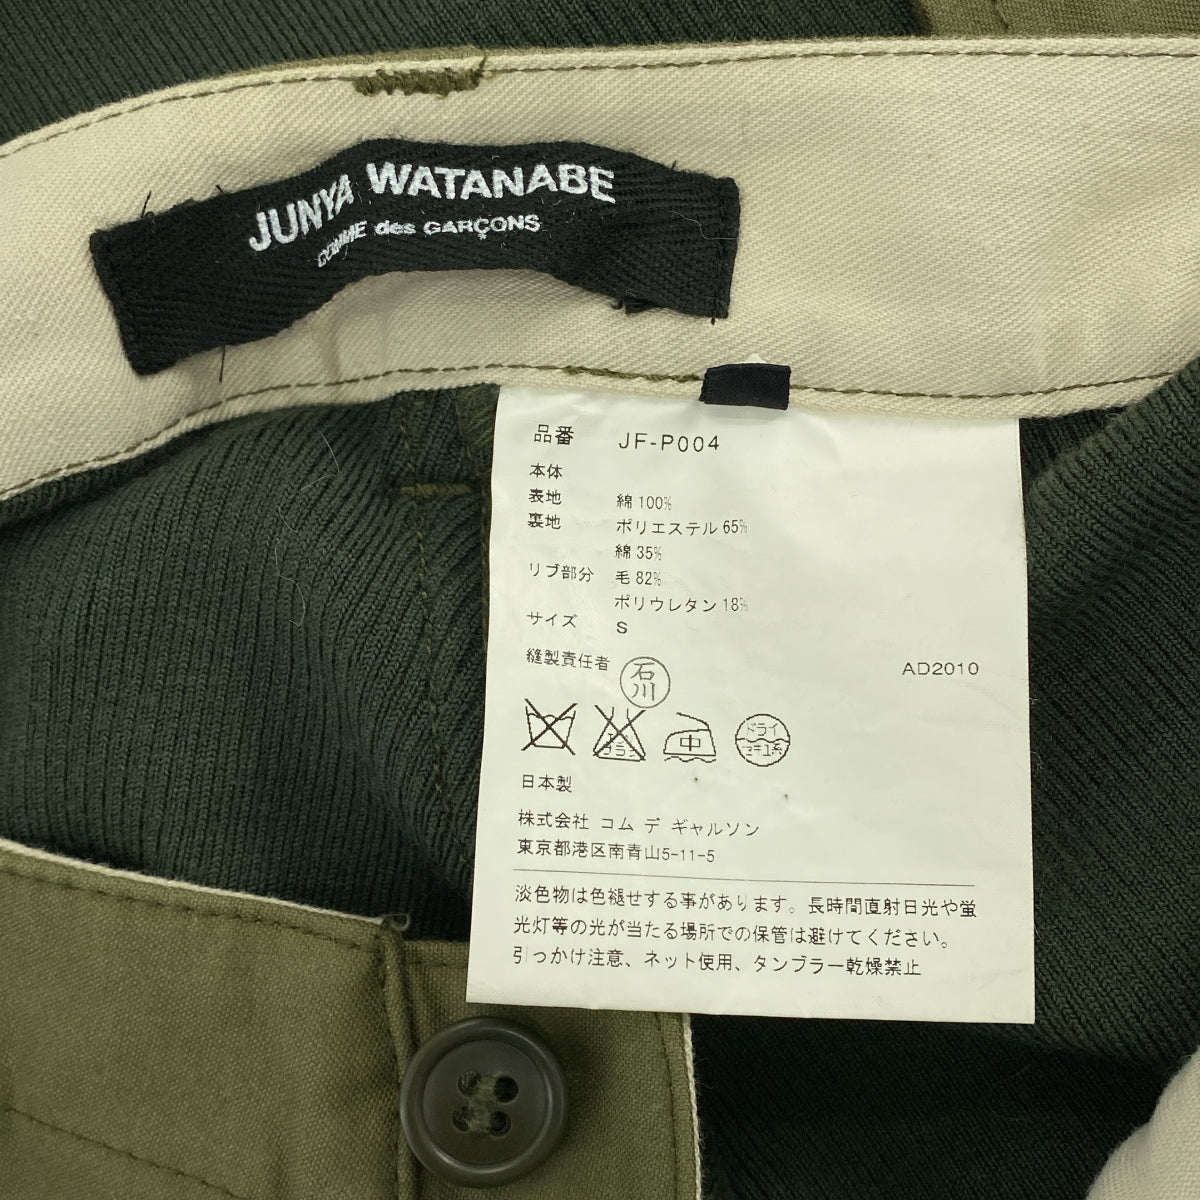 JUNYA WATANABE
COMME des GARÇONS
品番 JF-P004
本体
表地 綿 100%
裏地 ポリエステル 65%
綿 35%
リブ部分 毛 82%
ポリウレタン 18%
サイズ S
縫製責任者 石川 AD2010
中 ドライ セキユ系
日本製
株式会社 コム デ ギャルソン
東京都港区南青山5-11-5
淡色物は色褪せする事があります。長時間直射日光や蛍
光灯等の光が当たる場所での保管は避けてください。
引っかけ注意、ネット使用、タンブラー乾燥禁止